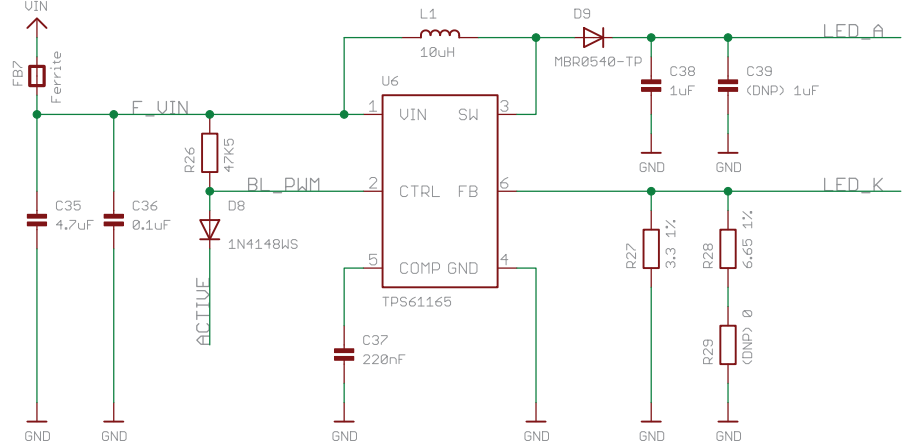 VIN
L1
10uH
D9
MBR0540-TP
LED_A
FB7
Ferrite
C38
1uF
C39
(DNP) 1uF
U6
F_VIN
1
VIN
SW
3
R26
47K5
GND
GND
BL_PWM
2
CTRL
FB
6
LED_K
C35
4.7uF
C36
0.1uF
D8
1N4148WS
R27
3.3 1%
R28
6.65 1%
5
COMP
GND
4
ACTIVE
TPS61165
C37
220nF
R29
(DNP) 0
GND
GND
GND
GND
GND
GND